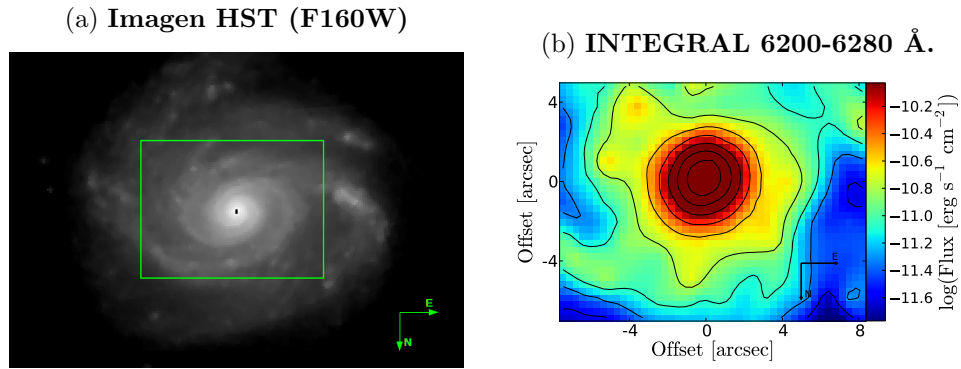 (a) Imagen HST (F160W)
E
N
(b) INTEGRAL 6200-6280 Å.
4
0
-4
Offset [arcsec]
E
N
-4 0 4 8
Offset [arcsec]
−10.2
−10.4
−10.6
−10.8
−11.0
−11.2
−11.4
−11.6
log(Flux [erg s⁻¹ cm⁻²])